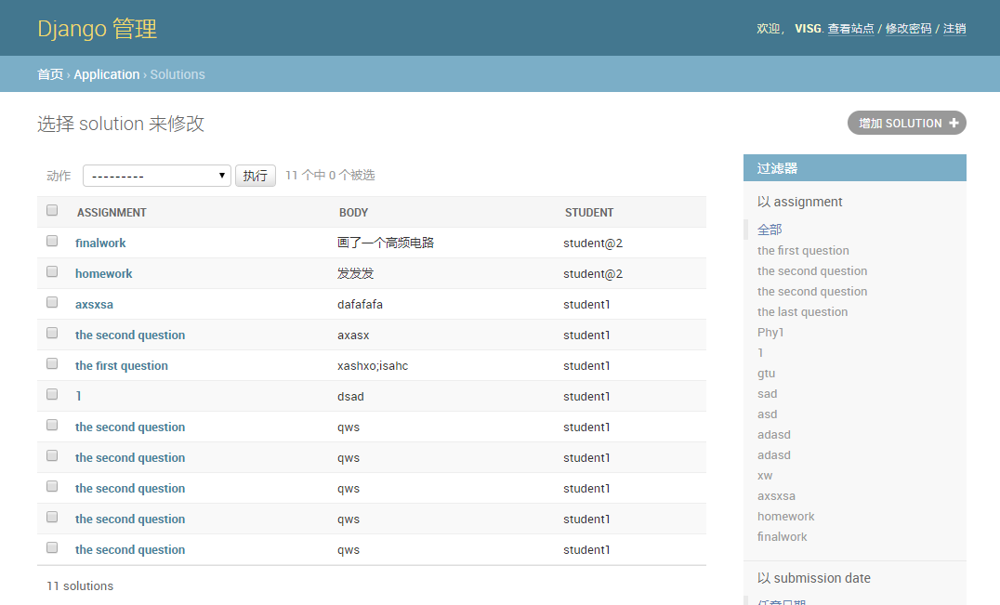 Django 管理
欢迎， VISG. 查看站点 / 修改密码 / 注销
首页 › Application › Solutions
选择 solution 来修改
增加 SOLUTION +
动作 --------- 执行 11 个中 0 个被选
ASSIGNMENT BODY STUDENT
finalwork 画了一个高频电路 student@2
homework 发发发 student@2
axsxsa dafafafa student1
the second question axasx student1
the first question xashxo;isahc student1
1 dsad student1
the second question qws student1
the second question qws student1
the second question qws student1
the second question qws student1
the second question qws student1
11 solutions
过滤器
以 assignment
全部
the first question
the second question
the second question
the last question
Phy1
1
gtu
sad
asd
adasd
adasd
xw
axsxsa
homework
finalwork
以 submission date
任意日期